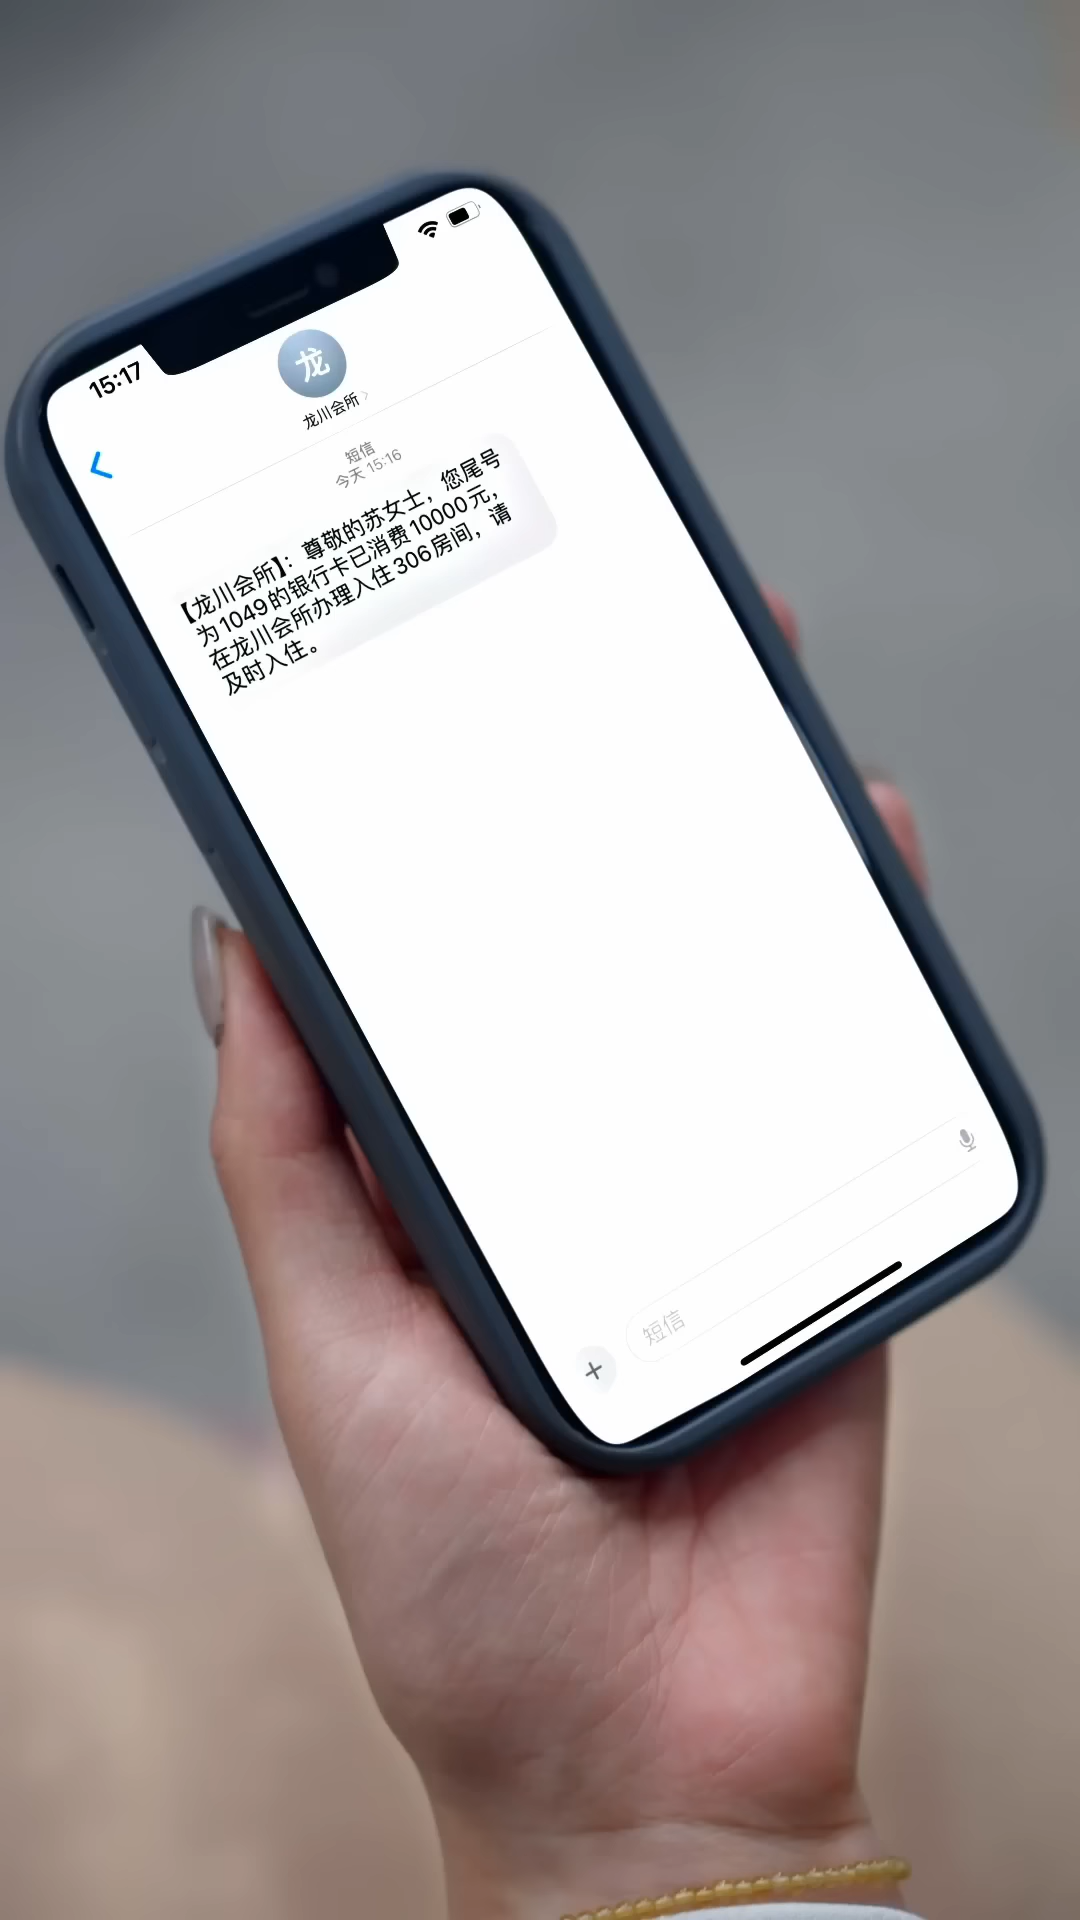 15:17
龙
龙川会所
短信
今天 15:16
【龙川会所】：尊敬的苏女士，您尾号
为1049的银行卡已消费10000元，
在龙川会所办理入住306房间，请
及时入住。
短信